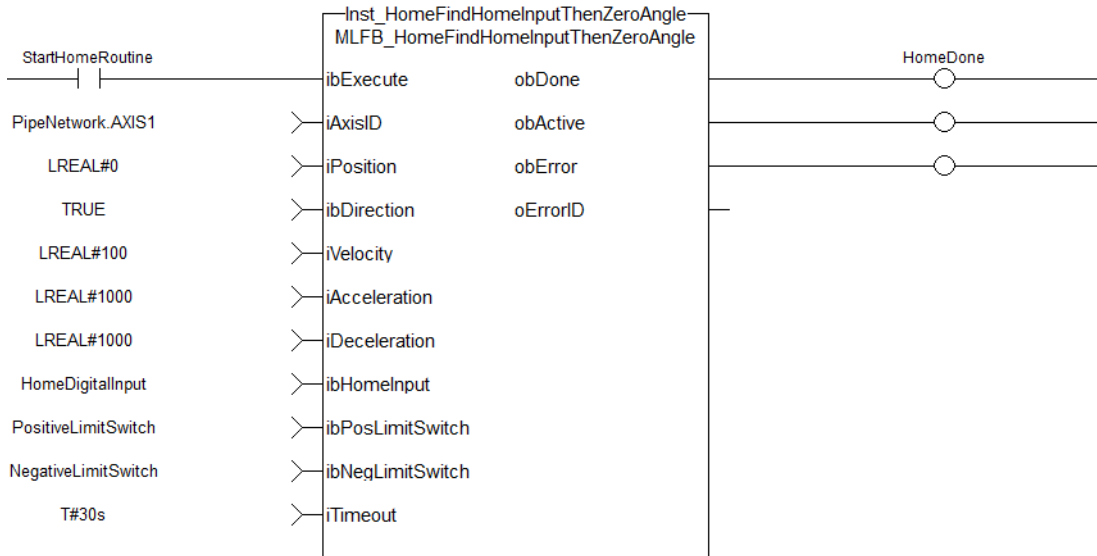 Inst_HomeFindHomeInputThenZeroAngle
MLFB_HomeFindHomeInputThenZeroAngle
StartHomeRoutine
HomeDone
ibExecute obDone
PipeNetwork.AXIS1 iAxisID obActive
LREAL#0 iPosition obError
TRUE ibDirection oErrorID
LREAL#100 iVelocity
LREAL#1000 iAcceleration
LREAL#1000 iDeceleration
HomeDigitalInput ibHomeInput
PositiveLimitSwitch ibPosLimitSwitch
NegativeLimitSwitch ibNegLimitSwitch
T#30s iTimeout